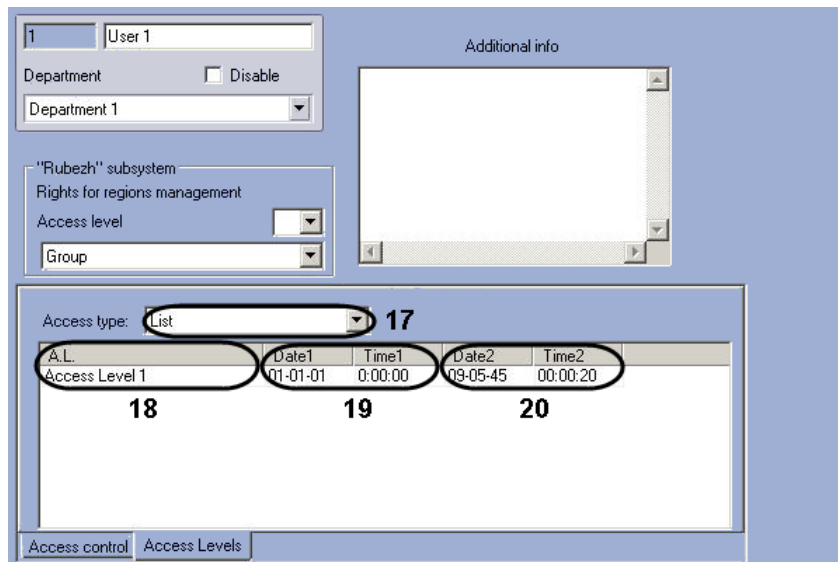 1 User 1
Additional info
Department Disable
Department 1
"Rubezh" subsystem
Rights for regions management
Access level
Group
Access type: List 17
A.L. Date1 Time1 Date2 Time2
Access Level 1 01-01-01 0:00:00 09-05-45 00:00:20
18 19 20
Access control Access Levels